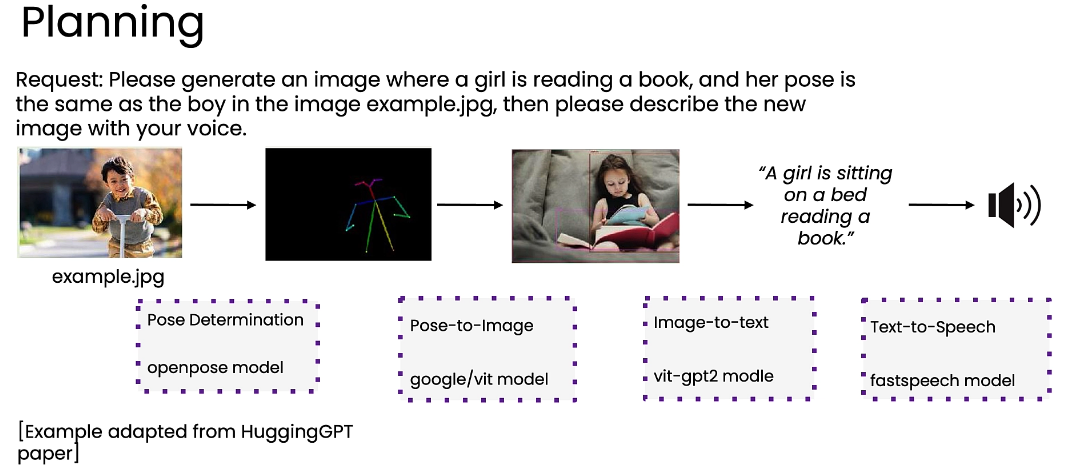 Planning
Request: Please generate an image where a girl is reading a book, and her pose is
the same as the boy in the image example.jpg, then please describe the new
image with your voice.
“A girl is sitting
on a bed
reading a
book.”
example.jpg
Pose Determination
openpose model
Pose-to-Image
google/vit model
Image-to-text
vit-gpt2 modle
Text-to-Speech
fastspeech model
[Example adapted from HuggingGPT
paper]